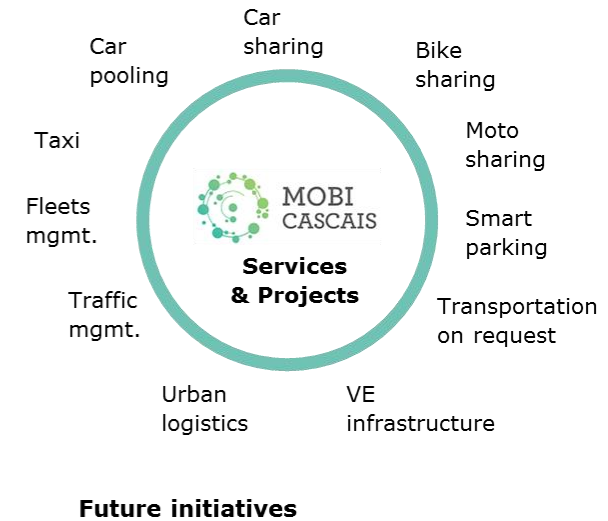 Car
sharing
Car
pooling
Bike
sharing
Taxi
Moto
sharing
Fleets
mgmt.
MOBI
CASCAIS
Smart
parking
Services
& Projects
Traffic
mgmt.
Transportation
on request
Urban
logistics
VE
infrastructure
Future initiatives